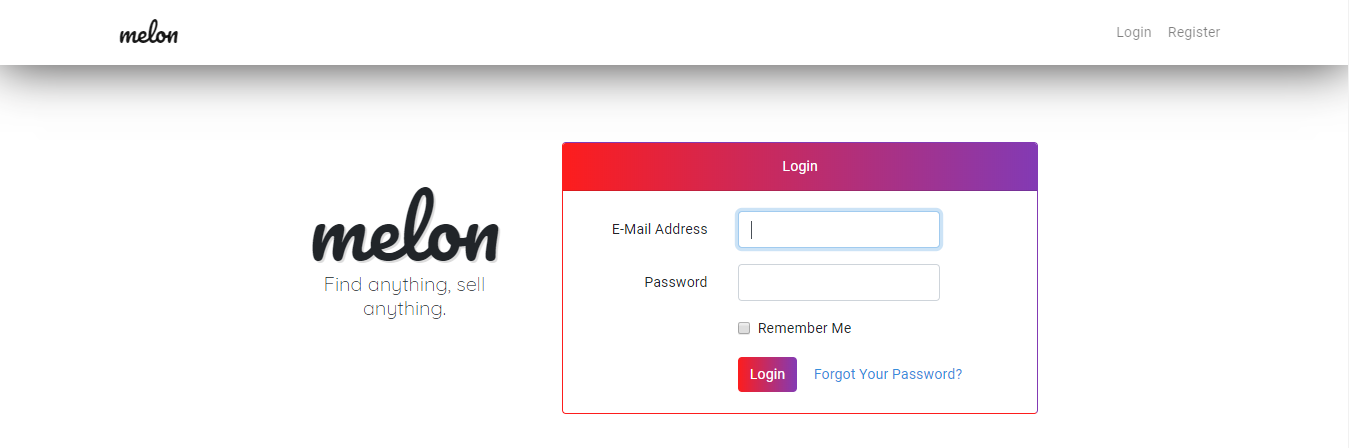 melon
Login Register
Login
melon
Find anything, sell
anything.
E-Mail Address
Password
Remember Me
Login Forgot Your Password?